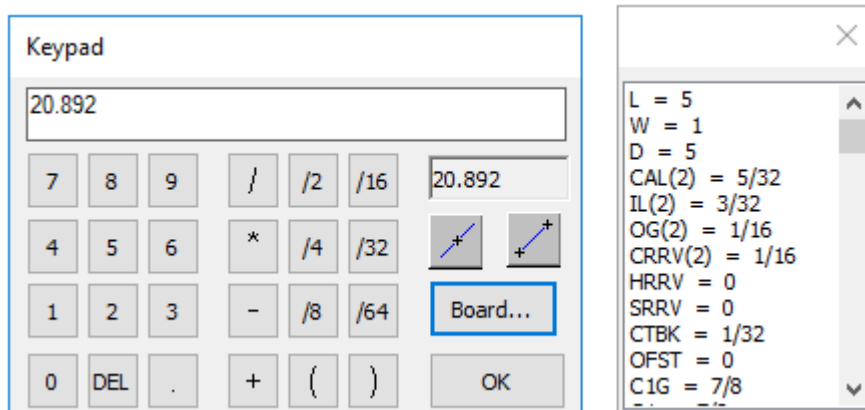 Keypad
20.892
7 8 9 / /2 /16 20.892
4 5 6 * /4 /32
1 2 3 - /8 /64 Board...
0 DEL . + ( ) OK
L = 5
W = 1
D = 5
CAL(2) = 5/32
IL(2) = 3/32
OG(2) = 1/16
CRRV(2) = 1/16
HRRV = 0
SRRV = 0
CTBK = 1/32
OFST = 0
C1G = 7/8